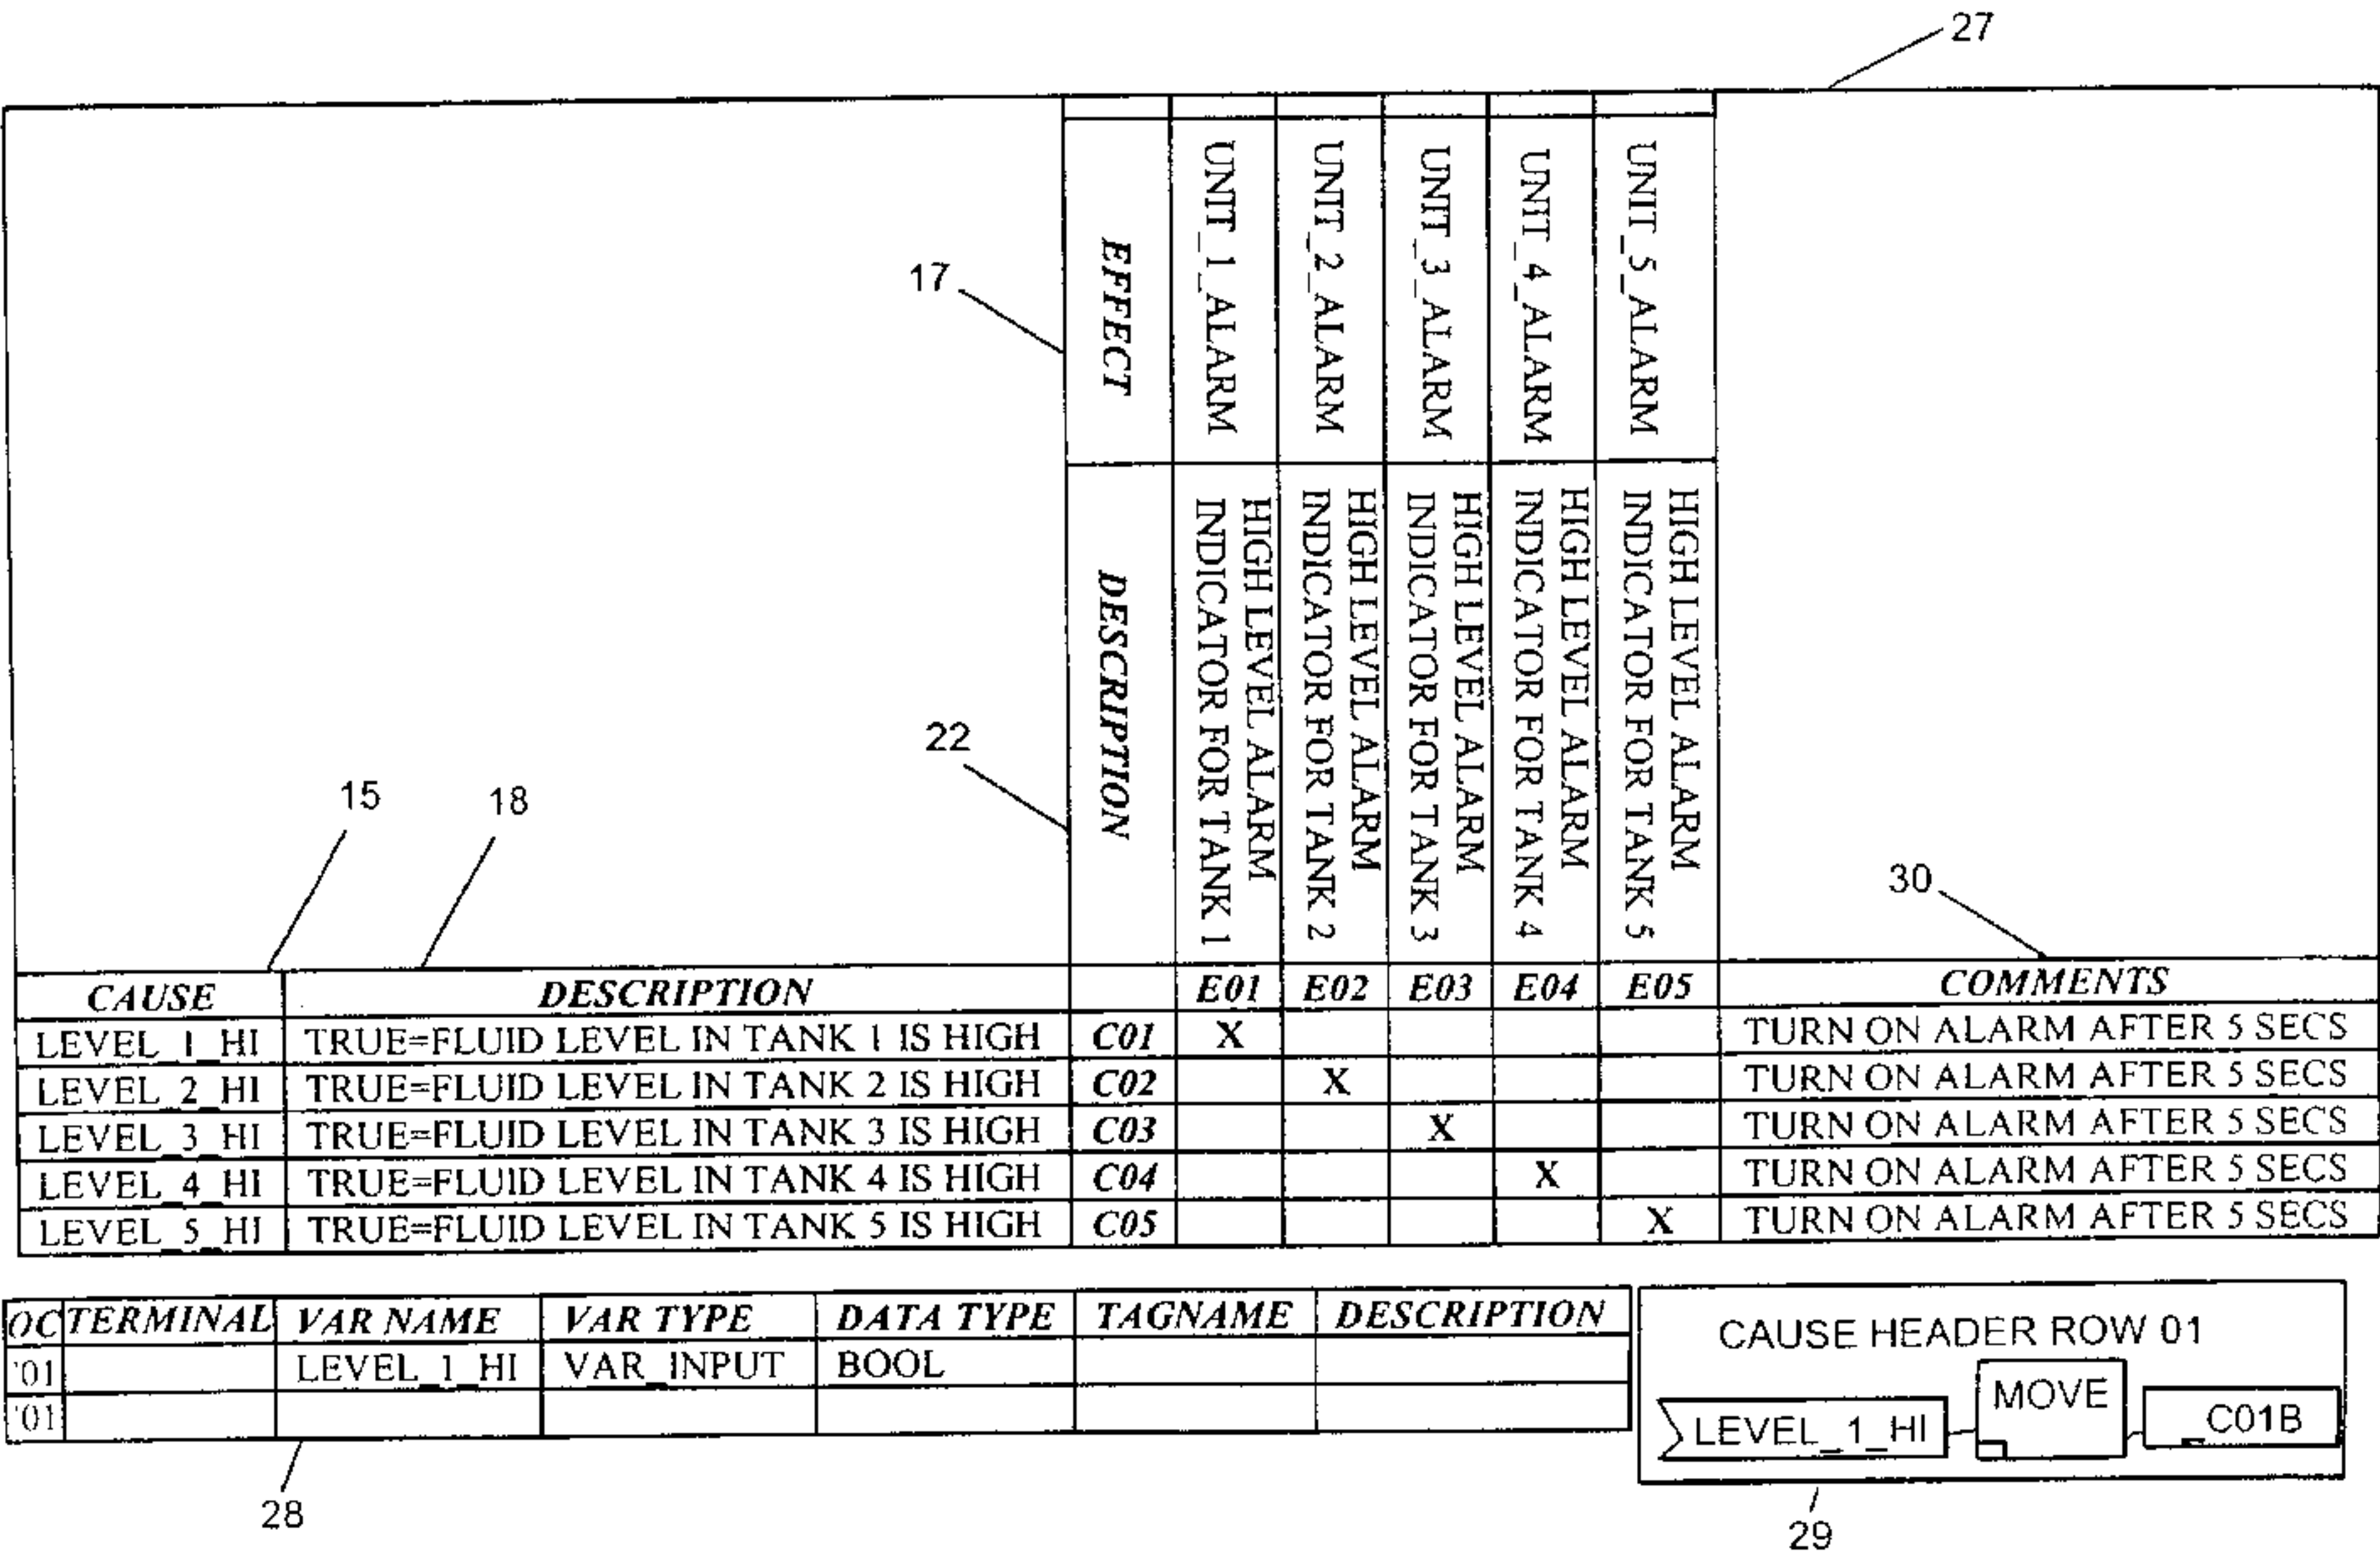 27
17
EFFECT
UNIT_1_ALARM
UNIT_2_ALARM
UNIT_3_ALARM
UNIT_4_ALARM
UNIT_5_ALARM
22
DESCRIPTION
HIGH LEVEL ALARM
INDICATOR FOR TANK 1
HIGH LEVEL ALARM
INDICATOR FOR TANK 2
HIGH LEVEL ALARM
INDICATOR FOR TANK 3
HIGH LEVEL ALARM
INDICATOR FOR TANK 4
HIGH LEVEL ALARM
INDICATOR FOR TANK 5
15
18
30
CAUSE DESCRIPTION E01 E02 E03 E04 E05 COMMENTS
LEVEL_1_HI TRUE=FLUID LEVEL IN TANK 1 IS HIGH C01 X TURN ON ALARM AFTER 5 SECS
LEVEL_2_HI TRUE=FLUID LEVEL IN TANK 2 IS HIGH C02 X TURN ON ALARM AFTER 5 SECS
LEVEL_3_HI TRUE=FLUID LEVEL IN TANK 3 IS HIGH C03 X TURN ON ALARM AFTER 5 SECS
LEVEL_4_HI TRUE=FLUID LEVEL IN TANK 4 IS HIGH C04 X TURN ON ALARM AFTER 5 SECS
LEVEL_5_HI TRUE=FLUID LEVEL IN TANK 5 IS HIGH C05 X TURN ON ALARM AFTER 5 SECS
OC TERMINAL VAR NAME VAR TYPE DATA TYPE TAGNAME DESCRIPTION
'01 LEVEL_1_HI VAR_INPUT BOOL
'01
28
CAUSE HEADER ROW 01
LEVEL_1_HI MOVE C01B
29